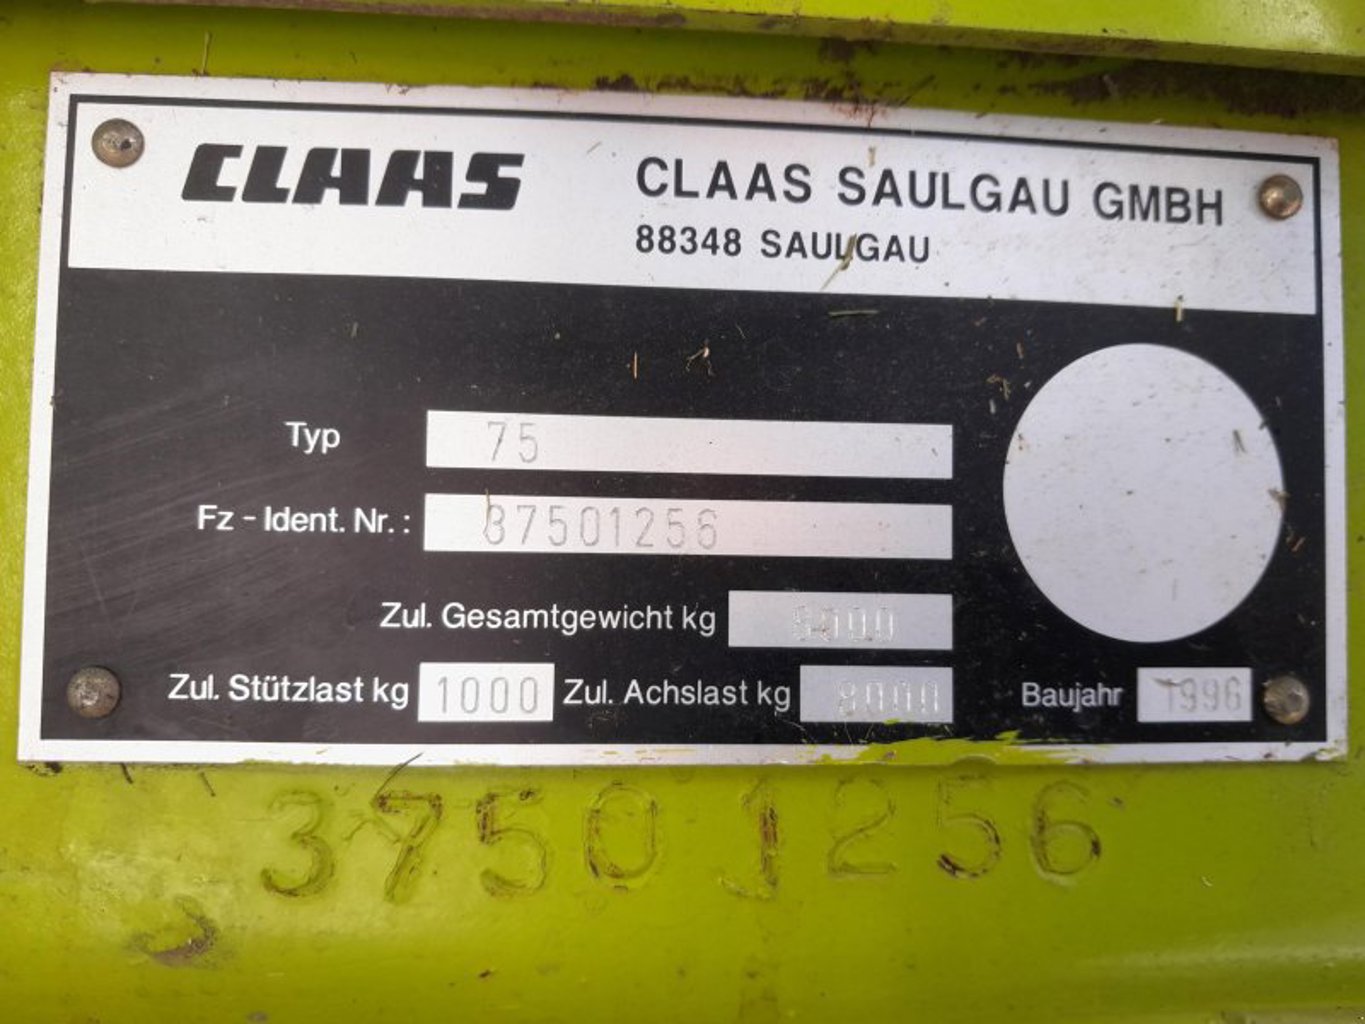 CLAAS
CLAAS SAULGAU GMBH
88348 SAULGAU
Typ 75
Fz - Ident. Nr. : 37501256
Zul. Gesamtgewicht kg
Zul. Stützlast kg 1000 Zul. Achslast kg 8000 Baujahr 1996
37501256